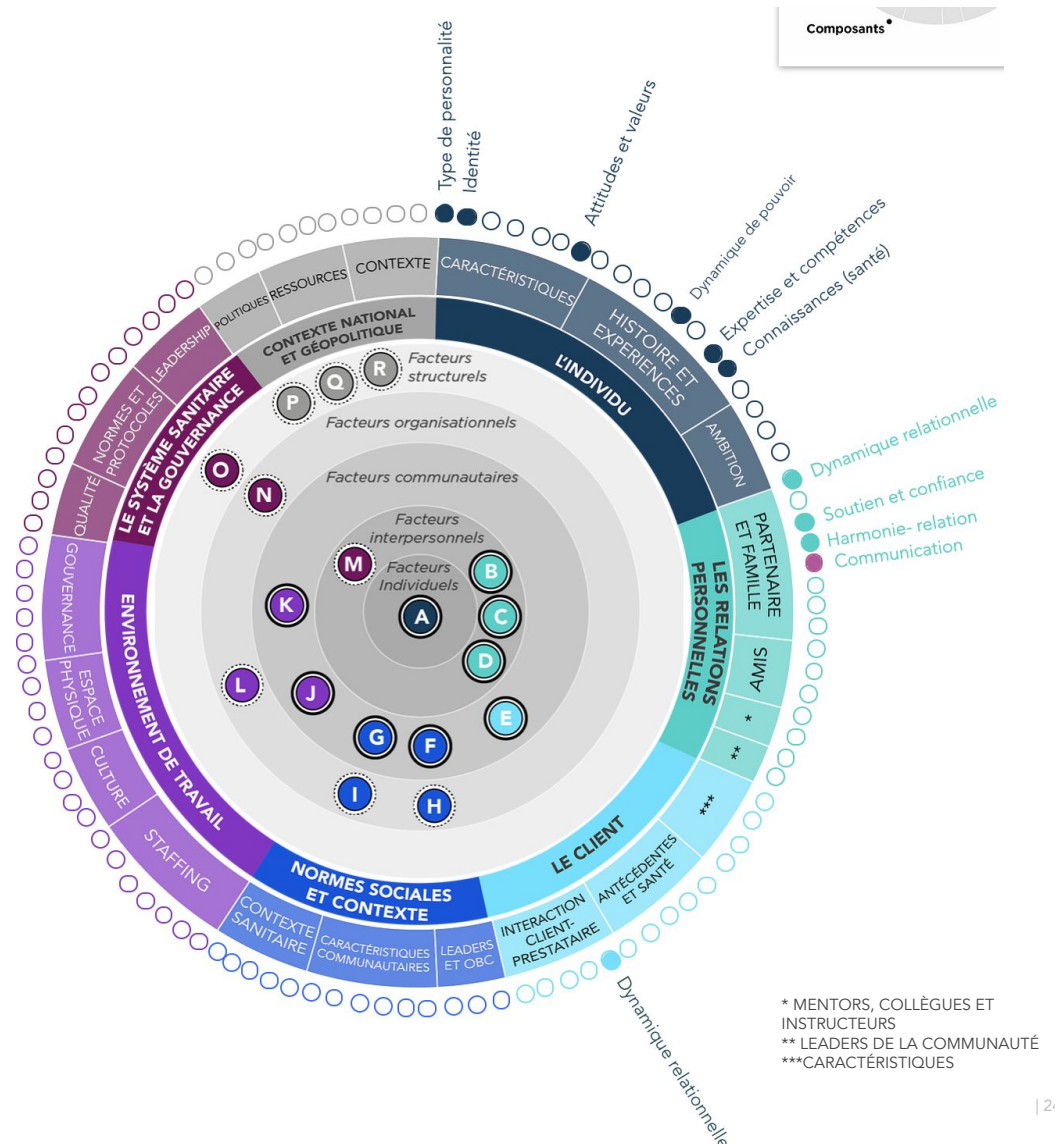 Composants
Type de personnalité
Identité
Attitudes et valeurs
Dynamique de pouvoir
Expertise et compétences
Connaissances (santé)
Dynamique relationnelle
Soutien et confiance
Harmonie- relation
Communication
POLITIQUES
RESSOURCES
CONTEXTE
CARACTÉRISTIQUES
HISTOIRE ET
EXPERIENCES
AMBITION
PARTENAIRE
ET FAMILLE
AMIS
*
**
***
ANTÉCÉDENTES
ET SANTÉ
INTERACTION
CLIENT-
PRESTATAIRE
LEADERS
ET OBC
CARACTÉRISTIQUES
COMMUNAUTAIRES
CONTEXTE
SANITAIRE
STAFFING
CULTURE
ESPACE
PHYSIQUE
GOUVERNANCE
QUALITÉ
NORMES ET
PROTOCOLES
LEADERSHIP
CONTEXTE NATIONAL
ET GÉOPOLITIQUE
L'INDIVIDU
LES RELATIONS
PERSONNELLES
LE CLIENT
NORMES SOCIALES
ET CONTEXTE
ENVIRONMENT DE TRAVAIL
LE SYSTÈME SANITAIRE
ET LA GOUVERNANCE
Facteurs
structurels
Facteurs organisationnels
Facteurs communautaires
Facteurs
interpersonnels
Facteurs
Individuels
R
Q
P
O
N
M
B
K
C
A
D
L
J
E
G
F
I
H
Dynamique relationnelle
* MENTORS, COLLÈGUES ET
INSTRUCTEURS
** LEADERS DE LA COMMUNAUTÉ
***CARACTÉRISTIQUES